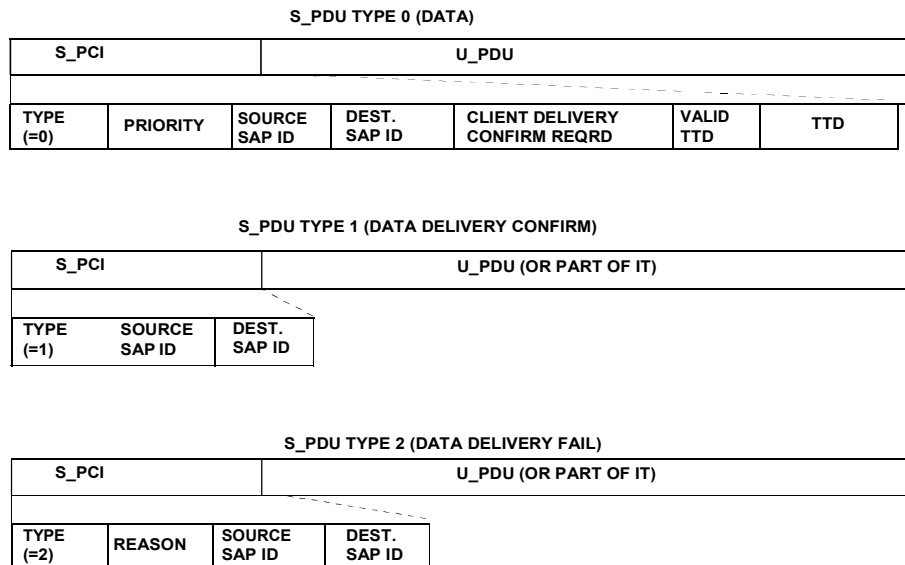 S_PDU TYPE 0 (DATA)
S_PCI U_PDU
TYPE (=0) PRIORITY SOURCE SAP ID DEST. SAP ID CLIENT DELIVERY CONFIRM REQRD VALID TTD TTD
S_PDU TYPE 1 (DATA DELIVERY CONFIRM)
S_PCI U_PDU (OR PART OF IT)
TYPE (=1) SOURCE SAP ID DEST. SAP ID
S_PDU TYPE 2 (DATA DELIVERY FAIL)
S_PCI U_PDU (OR PART OF IT)
TYPE (=2) REASON SOURCE SAP ID DEST. SAP ID